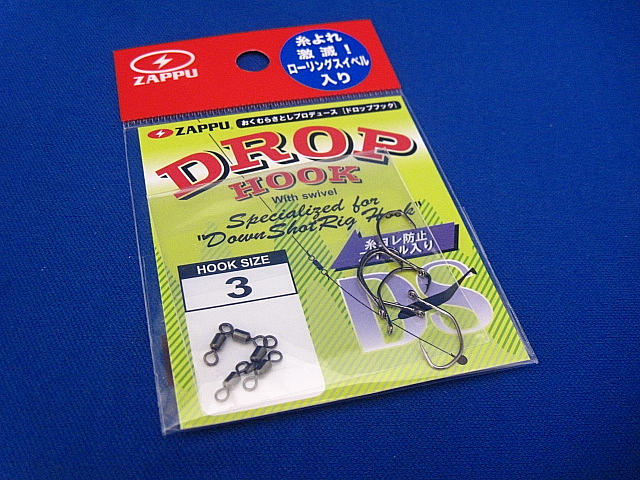 ZAPPU
糸よれ
激減！
ローリングスイベル
入り
ZAPPU
おくむらさとしプロデュース［ドロップフック］
DROP
HOOK
With swivel
Specialized for
"DownShotRig Hook"
糸ヨレ防止
入り
HOOK SIZE
3
DS